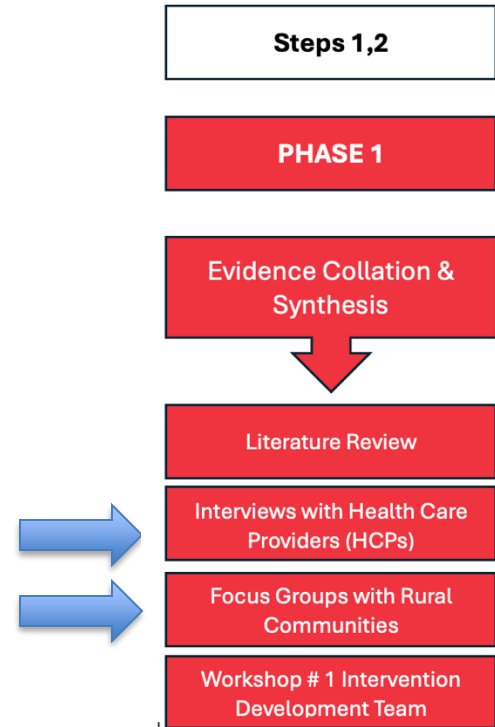 Steps 1,2
PHASE 1
Evidence Collation &
Synthesis
Literature Review
Interviews with Health Care
Providers (HCPs)
Focus Groups with Rural
Communities
Workshop # 1 Intervention
Development Team